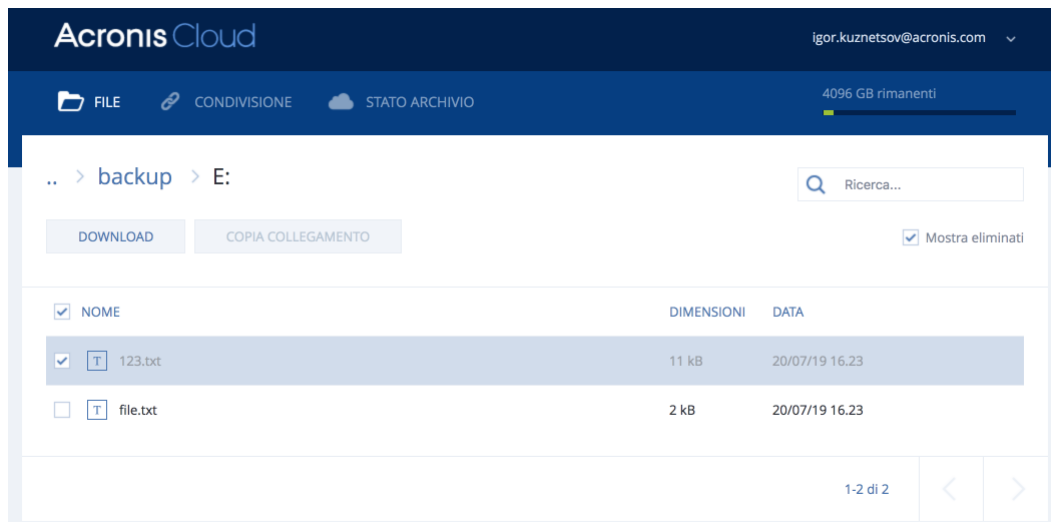 Acronis Cloud
igor.kuznetsov@acronis.com
FILE CONDIVISIONE STATO ARCHIVIO
4096 GB rimanenti
.. > backup > E:
Ricerca...
DOWNLOAD COPIA COLLEGAMENTO
Mostra eliminati
NOME DIMENSIONI DATA
T 123.txt 11 kB 20/07/19 16.23
T file.txt 2 kB 20/07/19 16.23
1-2 di 2